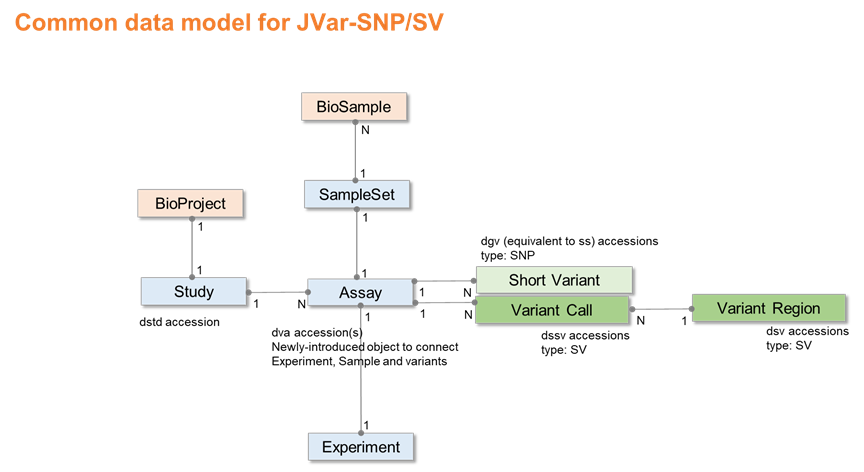 Common data model for JVar-SNP/SV
BioSample
N
1
SampleSet
1
BioProject
1
1
1
dgv (equivalent to ss) accessions
type: SNP
Study
1
N
Assay
1
N
Short Variant
1
N
Variant Call
N
1
Variant Region
dstd accession
1
dva accession(s)
Newly-introduced object to connect
Experiment, Sample and variants
dssv accessions
type: SV
dsv accessions
type: SV
1
Experiment